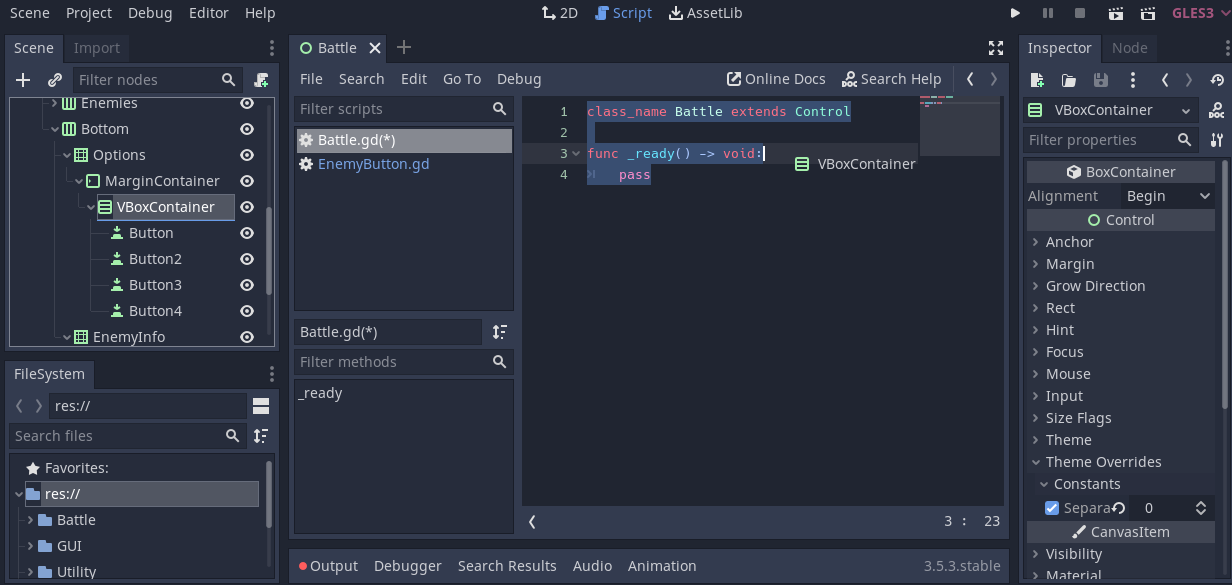 Scene Project Debug Editor Help 2D Script AssetLib GLES3
Scene Import
Filter nodes
Enemies
Bottom
Options
MarginContainer
VBoxContainer
Button
Button2
Button3
Button4
EnemyInfo
FileSystem
res://
Search files
Favorites:
res://
Battle
GUI
Utility
Battle
File Search Edit Go To Debug Online Docs Search Help
Filter scripts
Battle.gd(*)
EnemyButton.gd
Battle.gd(*)
Filter methods
_ready
1 class_name Battle extends Control
2
3 func _ready() -> void:
4 pass
VBoxContainer
3 : 23
Output Debugger Search Results Audio Animation 3.5.3.stable
Inspector Node
VBoxContainer
Filter properties
BoxContainer
Alignment Begin
Control
Anchor
Margin
Grow Direction
Rect
Hint
Focus
Mouse
Input
Size Flags
Theme
Theme Overrides
Constants
Separa 0
CanvasItem
Visibility
Material